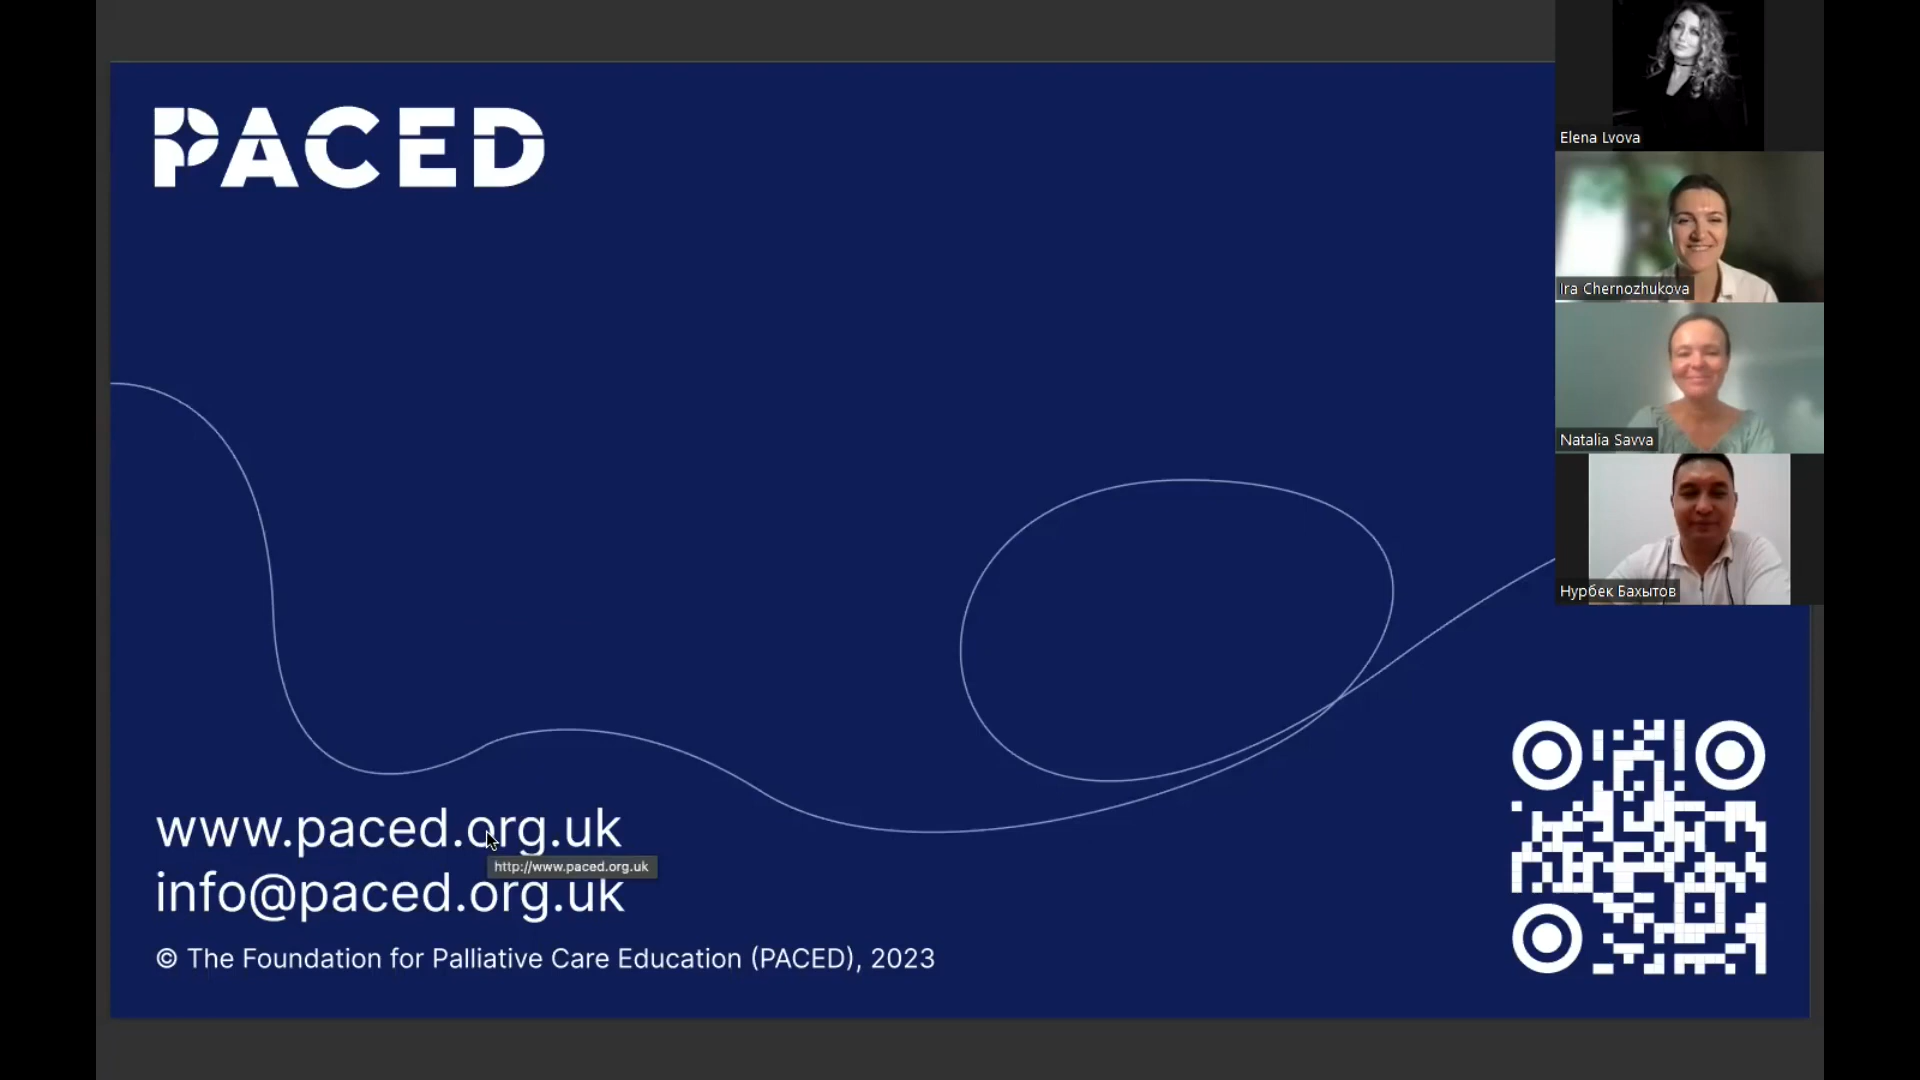 PACED
www.paced.org.uk
http://www.paced.org.uk
info@paced.org.uk
© The Foundation for Palliative Care Education (PACED), 2023
Elena Lvova
Ira Chernozhukova
Natalia Savva
Нурбек Бахытов